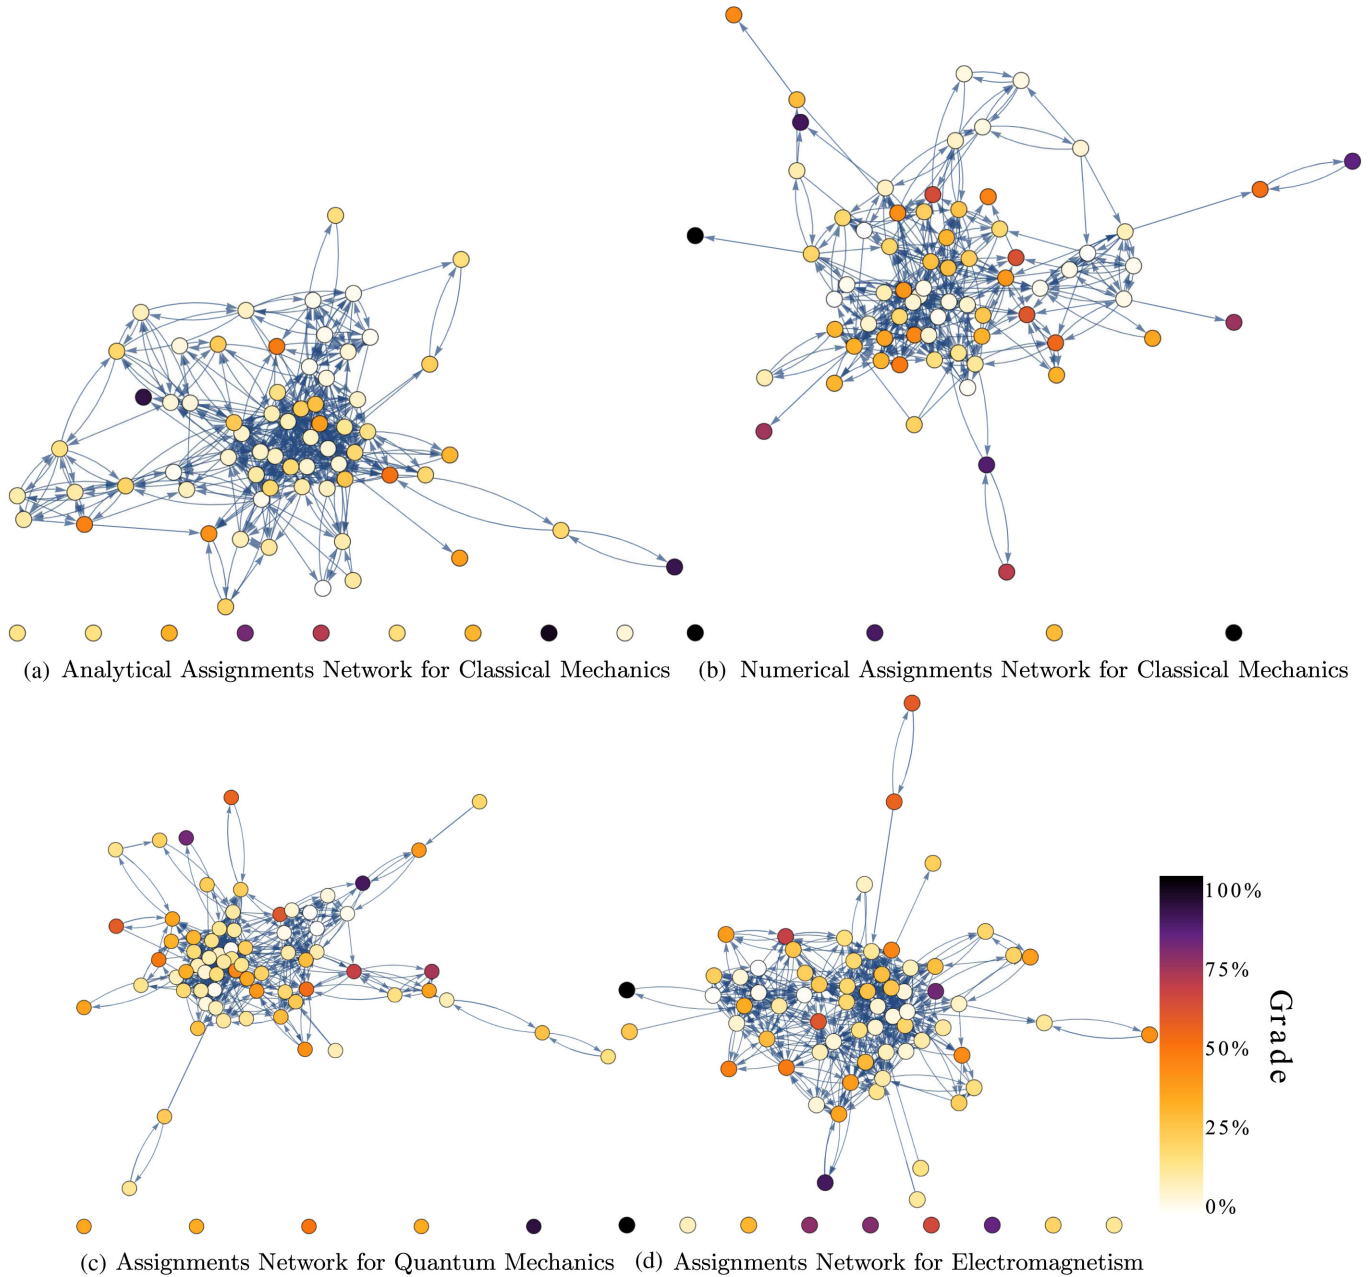 (a) Analytical Assignments Network for Classical Mechanics
(b) Numerical Assignments Network for Classical Mechanics
100%
75%
50%
25%
0%
Grade
(c) Assignments Network for Quantum Mechanics
(d) Assignments Network for Electromagnetism